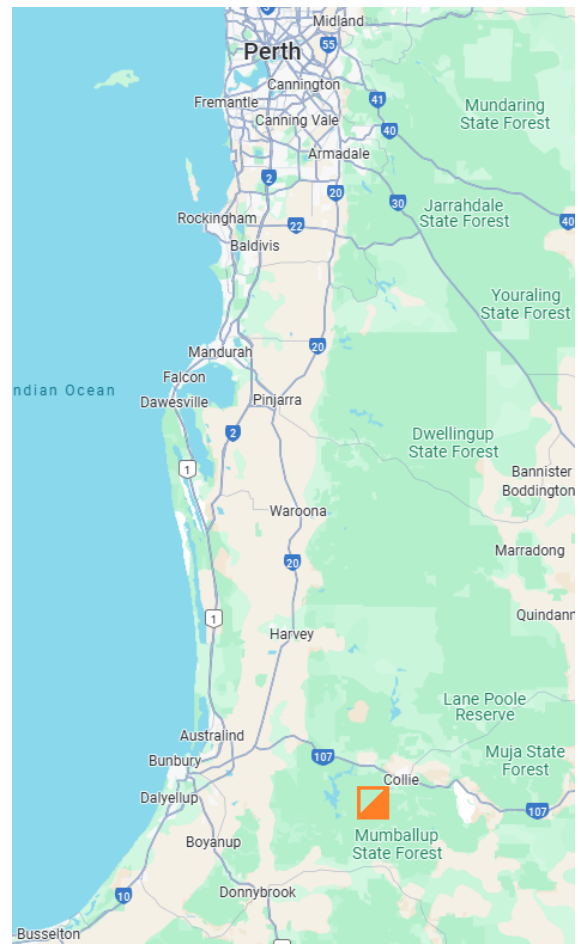 Midland
55
Perth
Cannington
41
Fremantle
Mundaring
State Forest
Canning Vale
40
Armadale
2
20
30
Jarrahdale
State Forest
40
Rockingham
22
Baldivis
Youraling
State Forest
20
Mandurah
Falcon
ndian Ocean
Dawesville
Pinjarra
2
Dwellingup
State Forest
1
Bannister
Boddington
Waroona
Marradong
20
1
Quindann
Harvey
Lane Poole
Reserve
Australind
107
Muja State
Forest
Bunbury
Collie
Dalyellup
107
Boyanup
Mumballup
State Forest
Donnybrook
10
Busselton